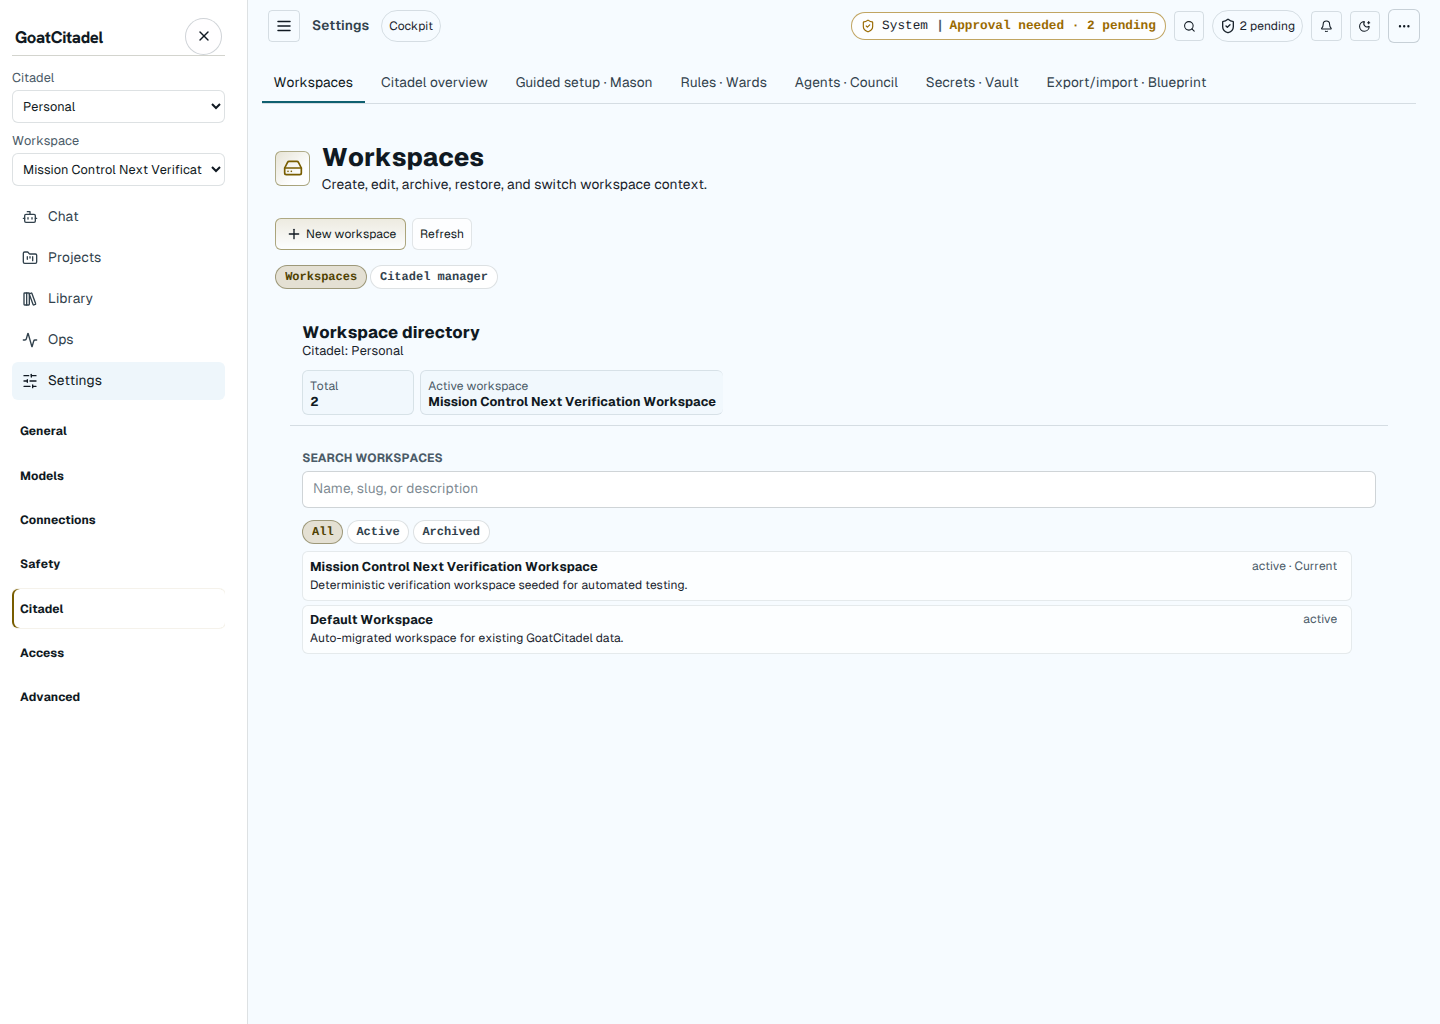 GoatCitadel
Citadel
Personal
Workspace
Mission Control Next Verificat
Chat
Projects
Library
Ops
Settings
General
Models
Connections
Safety
Citadel
Access
Advanced
Settings
Cockpit
System | Approval needed · 2 pending
2 pending
Workspaces
Citadel overview
Guided setup · Mason
Rules · Wards
Agents · Council
Secrets · Vault
Export/import · Blueprint
Workspaces
Create, edit, archive, restore, and switch workspace context.
New workspace
Refresh
Workspaces
Citadel manager
Workspace directory
Citadel: Personal
Total
2
Active workspace
Mission Control Next Verification Workspace
SEARCH WORKSPACES
Name, slug, or description
All
Active
Archived
Mission Control Next Verification Workspace
active · Current
Deterministic verification workspace seeded for automated testing.
Default Workspace
active
Auto-migrated workspace for existing GoatCitadel data.